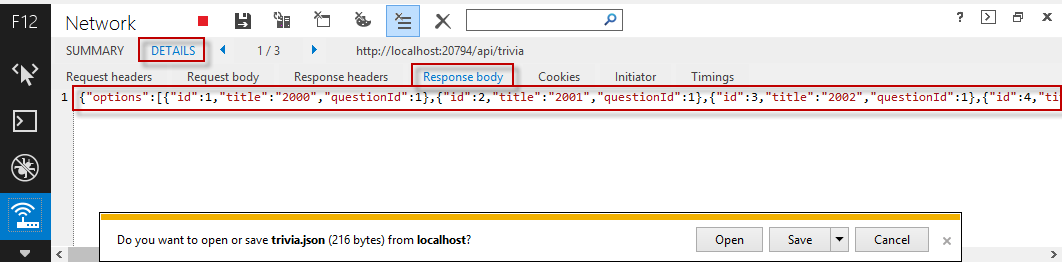 F12 Network ?
SUMMARY DETAILS 1 / 3 http://localhost:20794/api/trivia
Request headers Request body Response headers Response body Cookies Initiator Timings
1 {"options":[{"id":1,"title":"2000","questionId":1},{"id":2,"title":"2001","questionId":1},{"id":3,"title":"2002","questionId":1},{"id":4,"ti
Do you want to open or save trivia.json (216 bytes) from localhost? Open Save Cancel